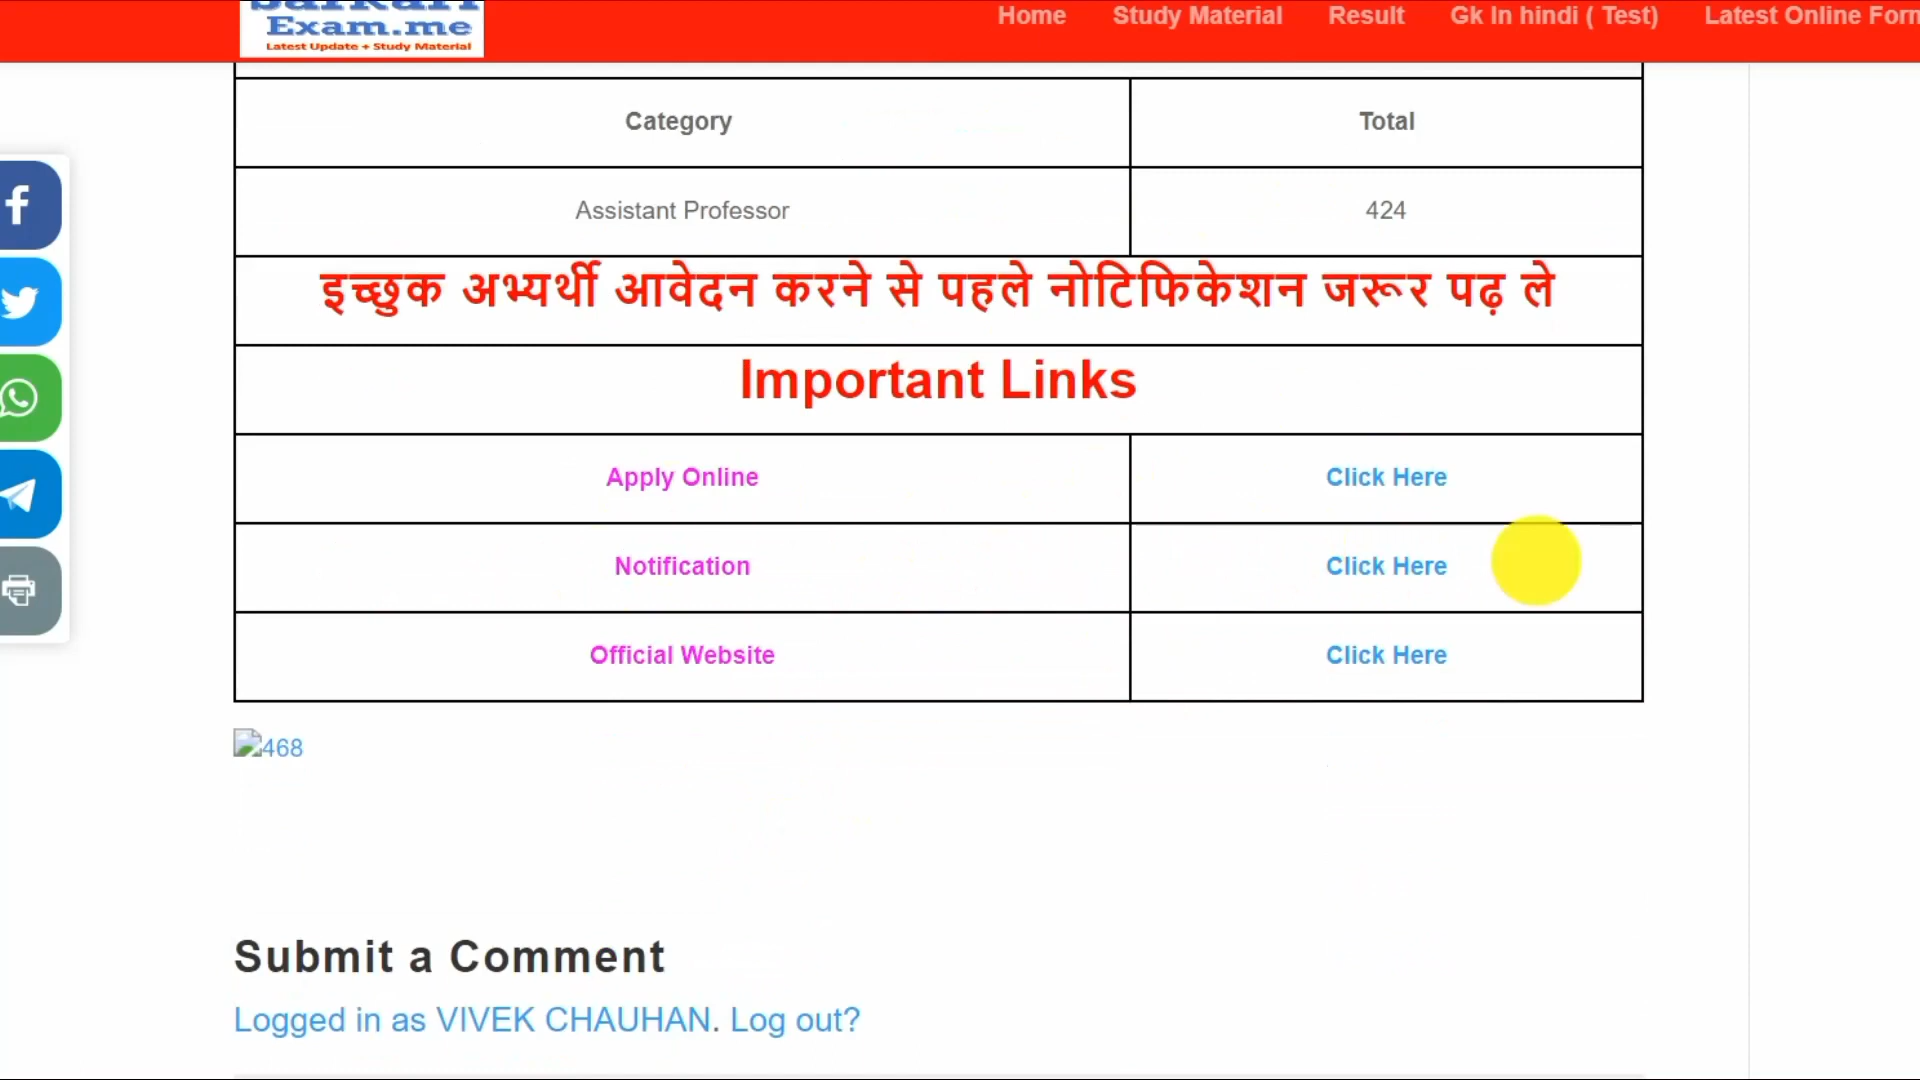 Exam.me
Latest Update + Study Material
Home Study Material Result Gk In hindi ( Test) Latest Online
Category Total
Assistant Professor 424
इच्छुक अभ्यर्थी आवेदन करने से पहले नोटिफिकेशन जरूर पढ़ ले
Important Links
Apply Online Click Here
Notification Click Here
Official Website Click Here
468
Submit a Comment
Logged in as VIVEK CHAUHAN. Log out?